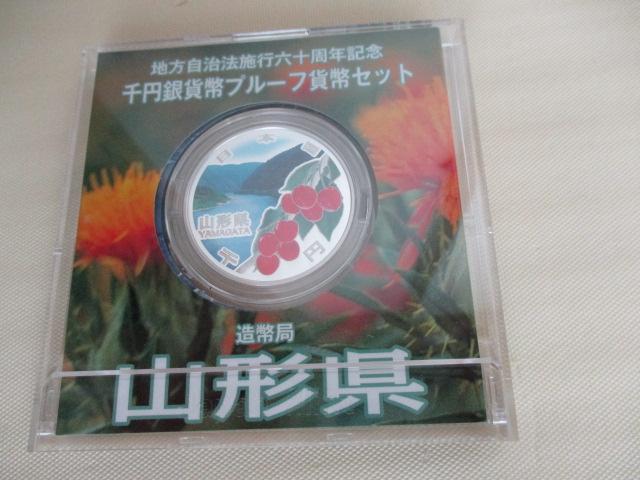 地方自治法施行六十周年記念
千円銀貨幣プルーフ貨幣セット
日本国
山形県
YAMAGATA
千円
造幣局
山形県